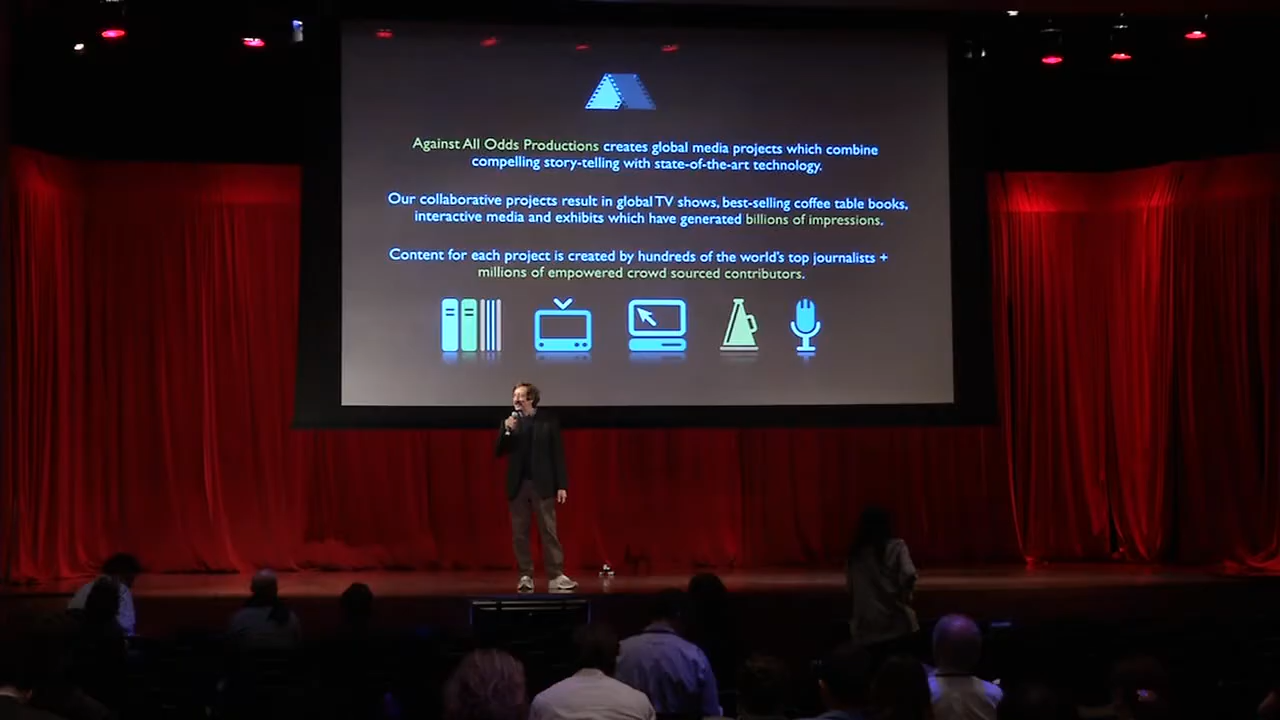 Against All Odds Productions creates global media projects which combine
compelling story-telling with state-of-the-art technology.
Our collaborative projects result in global TV shows, best-selling coffee table books,
interactive media and exhibits which have generated billions of impressions.
Content for each project is created by hundreds of the world's top journalists +
millions of empowered crowd sourced contributors.